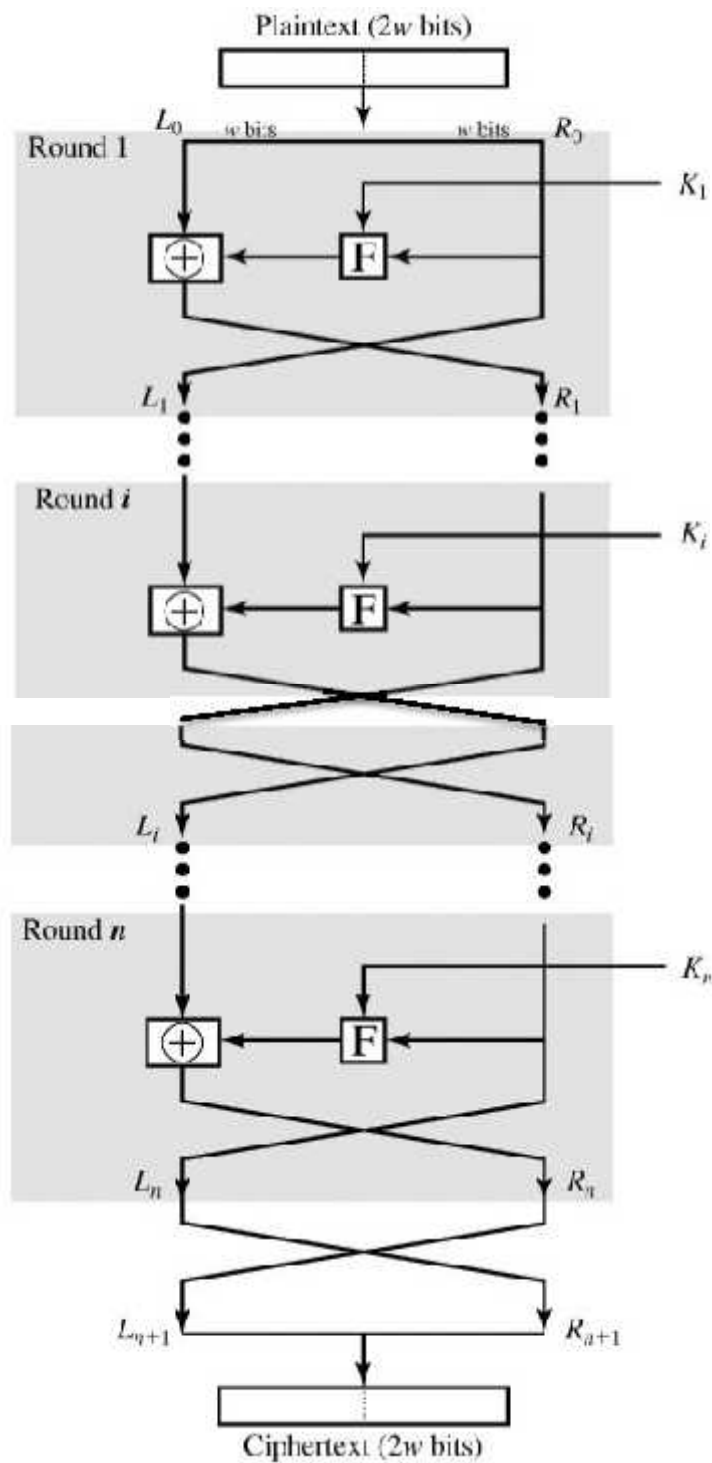 Plaintext (2w bits)
L₀ w bits w bits R₀
Round 1
K₁
F
L₁ R₁
Round i
Kᵢ
F
Lᵢ Rᵢ
Round n
Kₙ
F
Lₙ Rₙ
Lₙ₊₁ Rₙ₊₁
Ciphertext (2w bits)